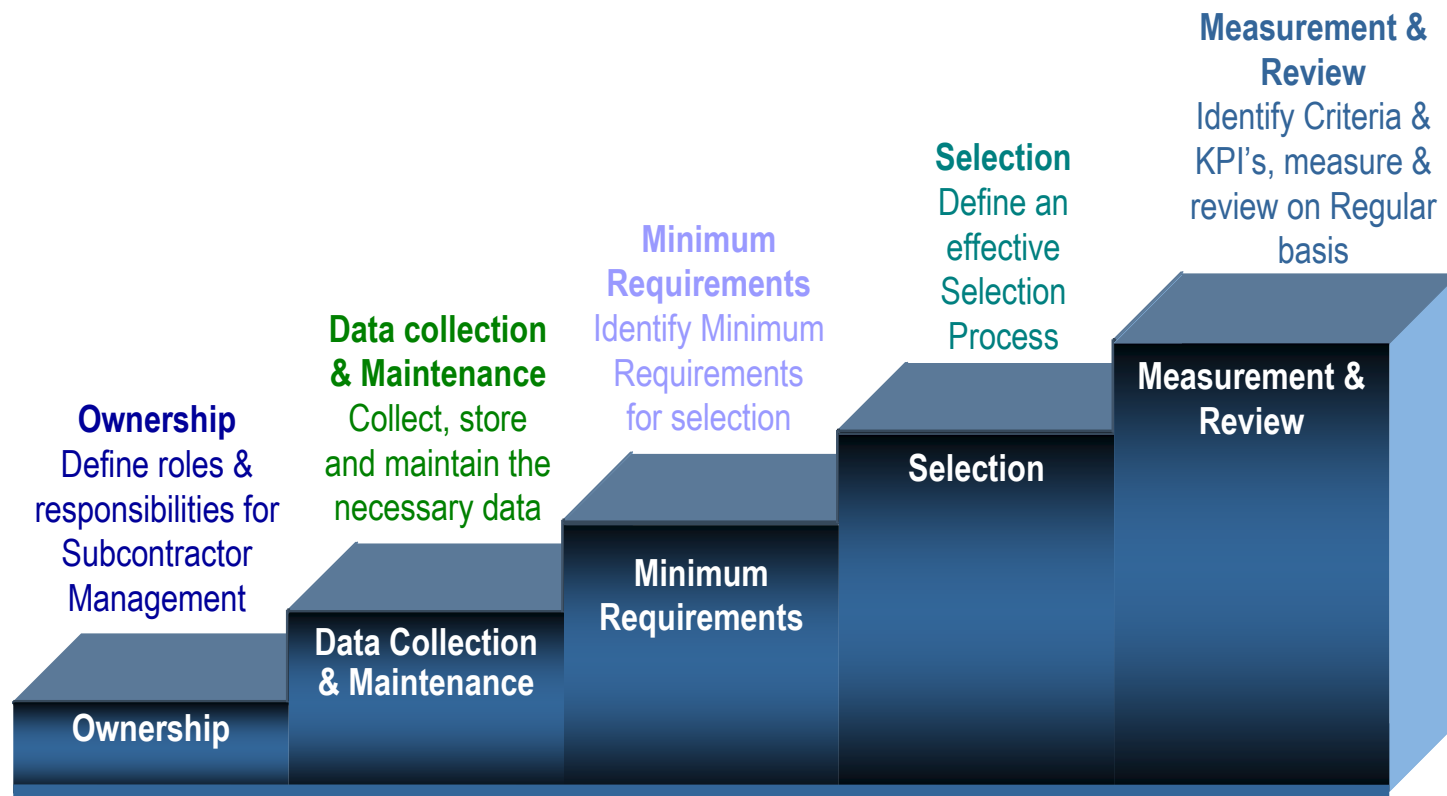 Ownership
Define roles &
responsibilities for
Subcontractor
Management
Data collection
& Maintenance
Collect, store
and maintain the
necessary data
Minimum
Requirements
Identify Minimum
Requirements
for selection
Selection
Define an
effective
Selection
Process
Measurement &
Review
Identify Criteria &
KPI’s, measure &
review on Regular
basis
Ownership
Data Collection
& Maintenance
Minimum
Requirements
Selection
Measurement &
Review